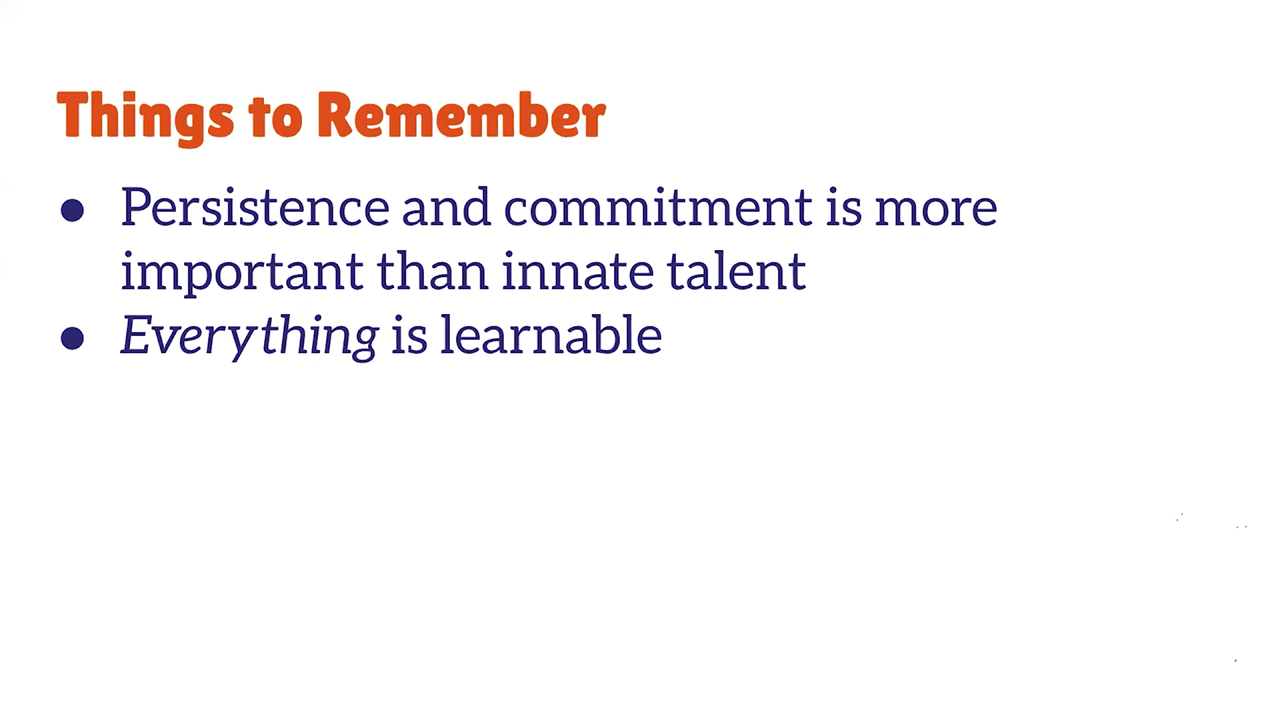 Things to Remember
● Persistence and commitment is more
important than innate talent
● Everything is learnable